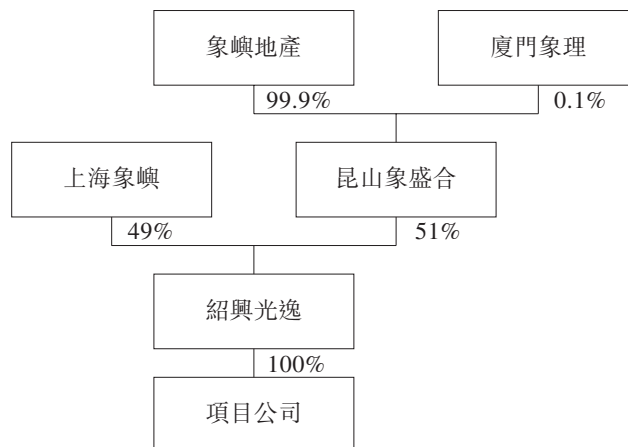 象嶼地產
廈門象理
99.9%
0.1%
上海象嶼
昆山象盛合
49%
51%
紹興光逸
100%
項目公司